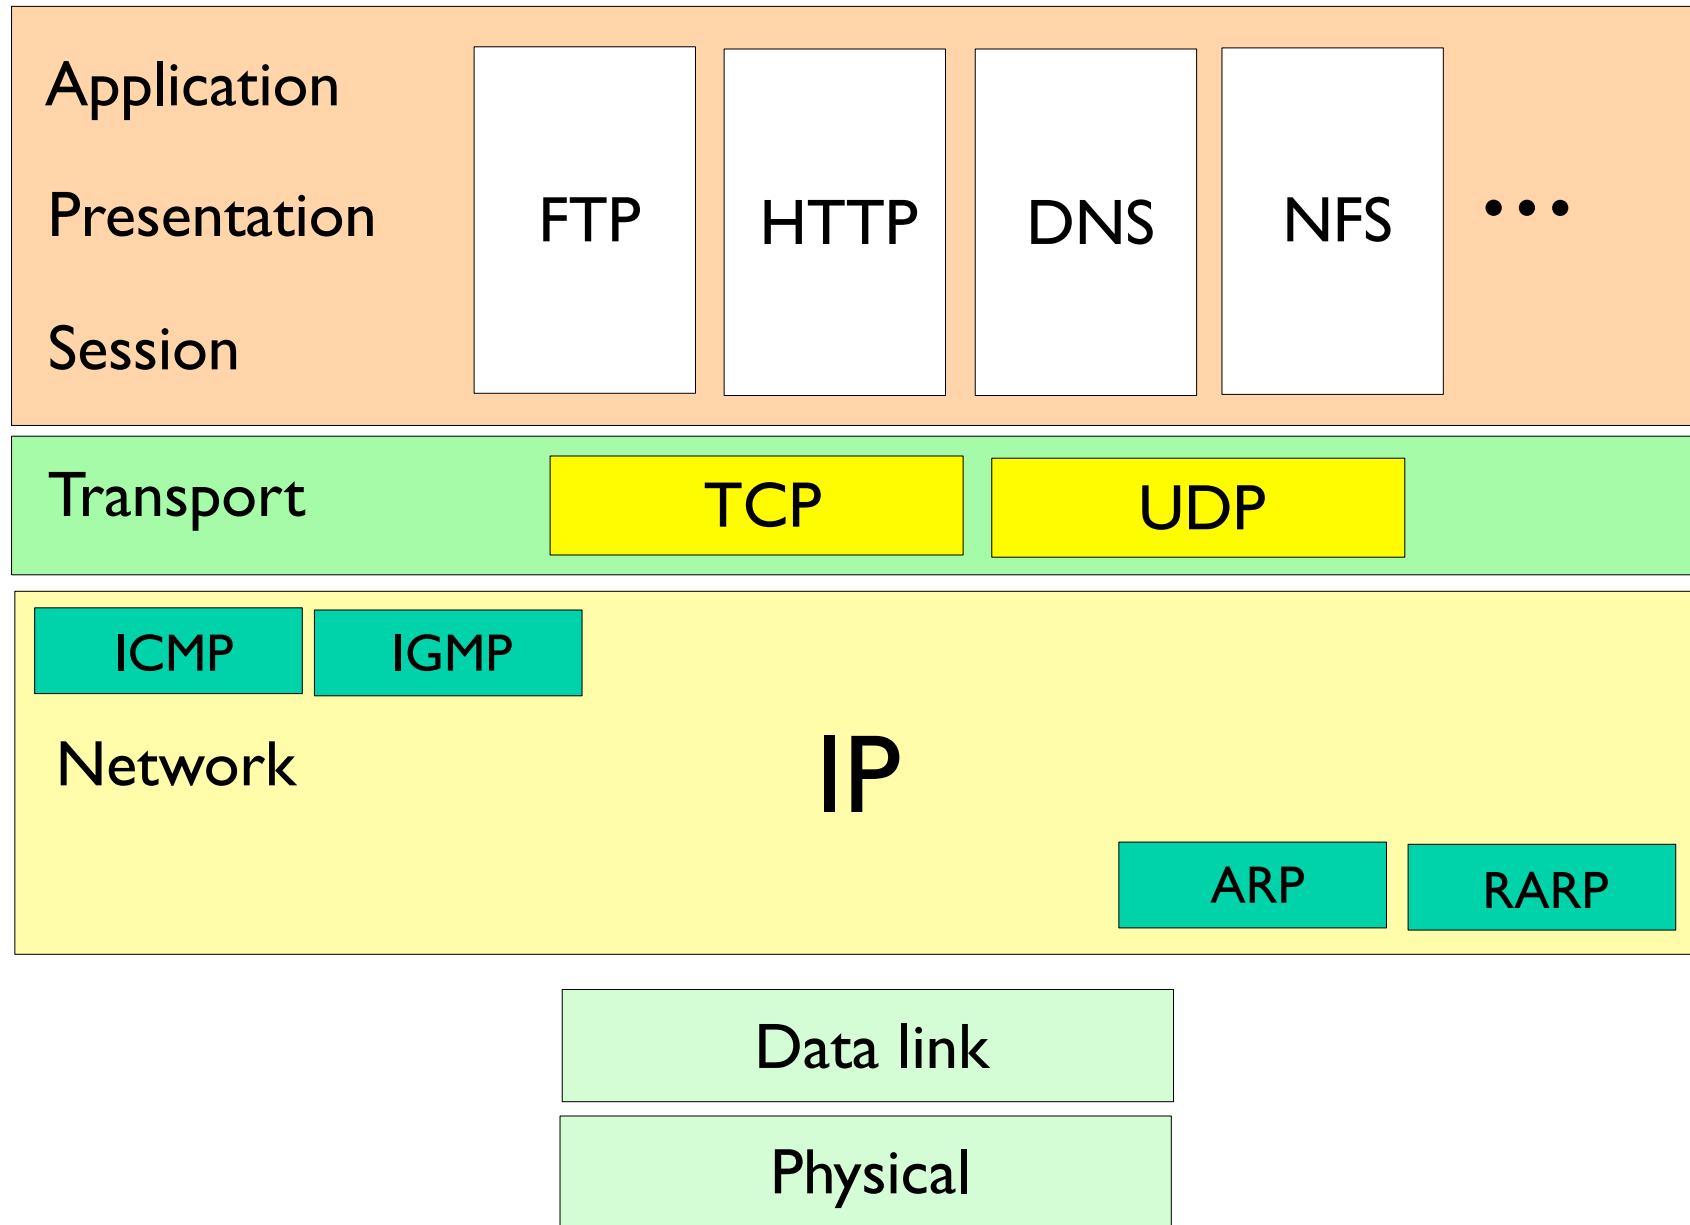 Application
Presentation
Session
FTP
HTTP
DNS
NFS
...
Transport
TCP
UDP
ICMP
IGMP
Network
IP
ARP
RARP
Data link
Physical